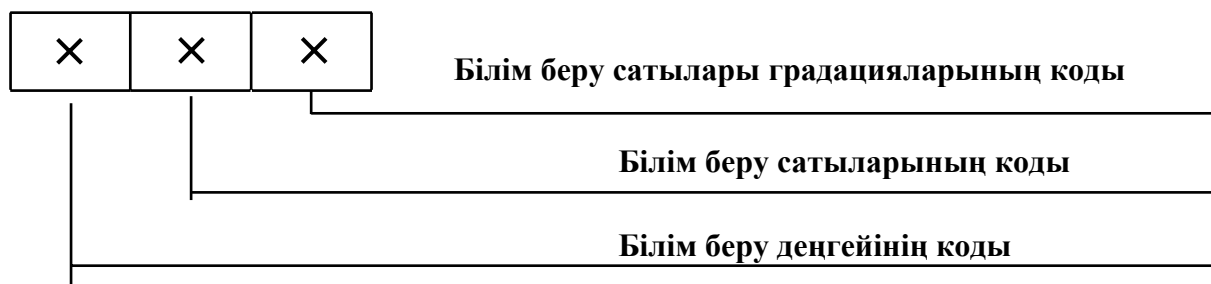 × × ×
Білім беру сатылары градацияларының коды
Білім беру сатыларының коды
Білім беру деңгейінің коды